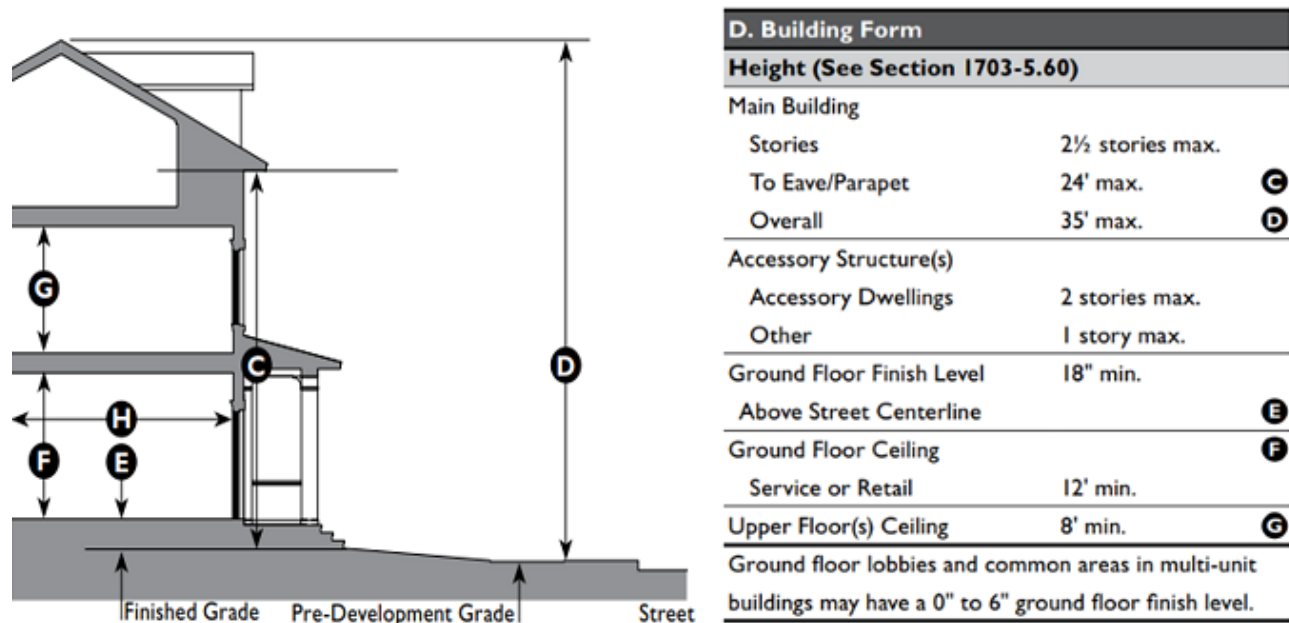 G
C
D
H
F
E
Finished Grade
Pre-Development Grade
Street
D. Building Form
Height (See Section 1703-5.60)
Main Building
Stories 2½ stories max.
To Eave/Parapet 24' max. C
Overall 35' max. D
Accessory Structure(s)
Accessory Dwellings 2 stories max.
Other 1 story max.
Ground Floor Finish Level 18" min.
Above Street Centerline E
Ground Floor Ceiling F
Service or Retail 12' min.
Upper Floor(s) Ceiling 8' min. G
Ground floor lobbies and common areas in multi-unit
buildings may have a 0" to 6" ground floor finish level.